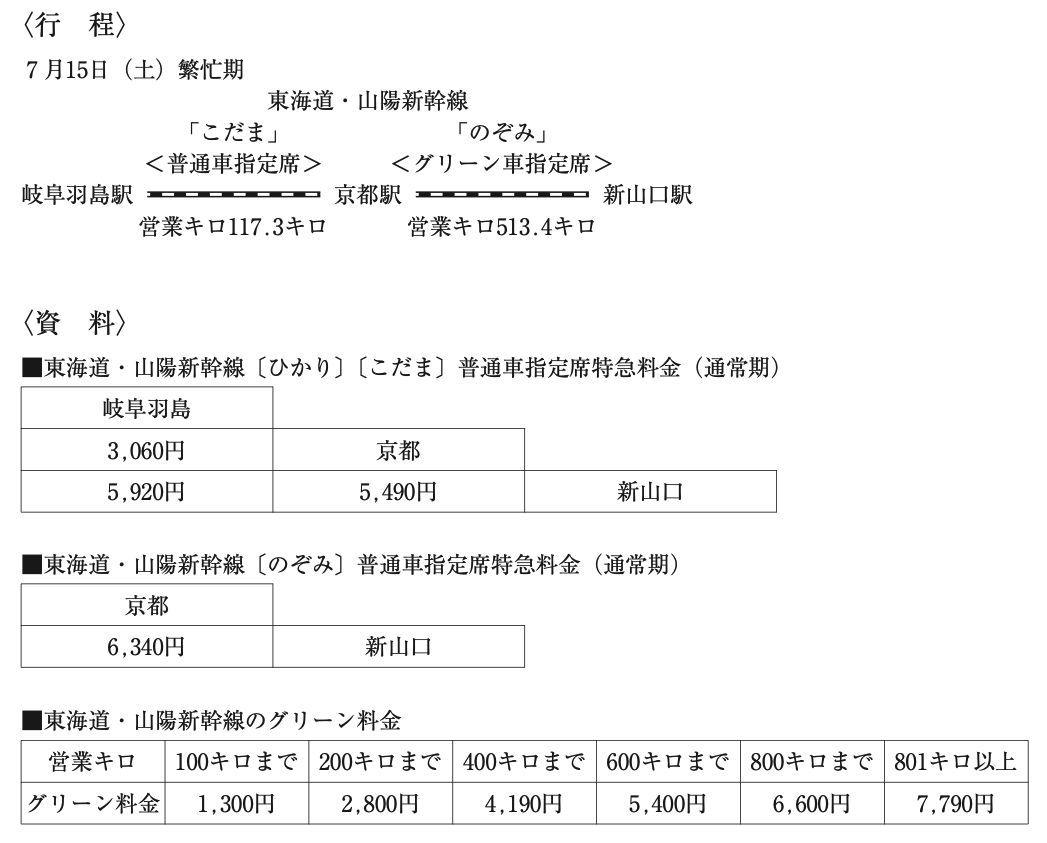 〈行　程〉
７月15日（土）繁忙期
東海道・山陽新幹線
「こだま」　「のぞみ」
＜普通車指定席＞　＜グリーン車指定席＞
岐阜羽島駅　京都駅　新山口駅
営業キロ117.3キロ　営業キロ513.4キロ
〈資　料〉
■東海道・山陽新幹線〔ひかり〕〔こだま〕普通車指定席特急料金（通常期）
岐阜羽島
3,060円　京都
5,920円　5,490円　新山口
■東海道・山陽新幹線〔のぞみ〕普通車指定席特急料金（通常期）
京都
6,340円　新山口
■東海道・山陽新幹線のグリーン料金
営業キロ　100キロまで　200キロまで　400キロまで　600キロまで　800キロまで　801キロ以上
グリーン料金　1,300円　2,800円　4,190円　5,400円　6,600円　7,790円